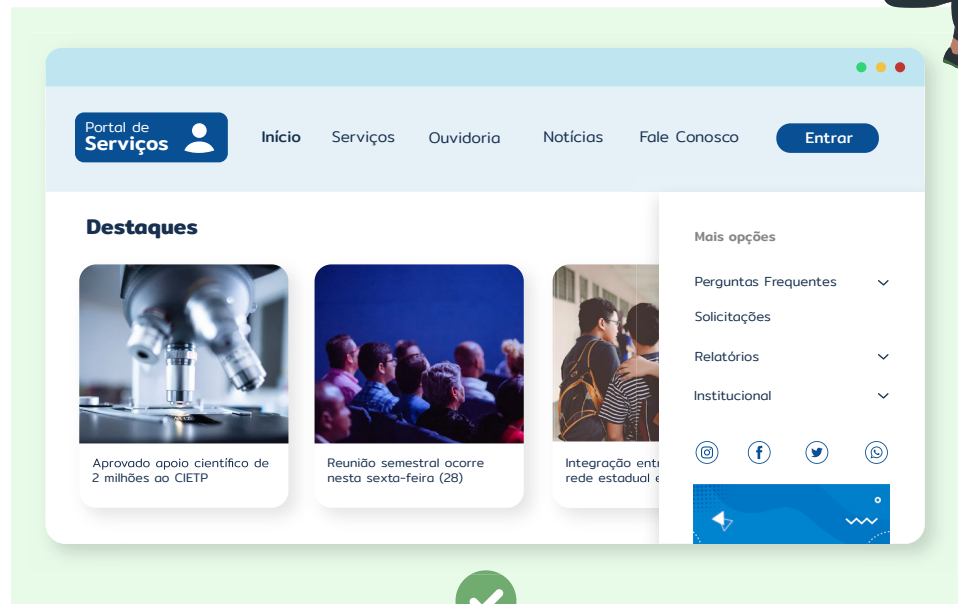 Portal de
Serviços
Início
Serviços
Ouvidoria
Notícias
Fale Conosco
Entrar
Destaques
Aprovado apoio científico de
2 milhões ao CIETP
Reunião semestral ocorre
nesta sexta-feira (28)
Integração
rede estadual
Mais opções
Perguntas Frequentes
Solicitações
Relatórios
Institucional